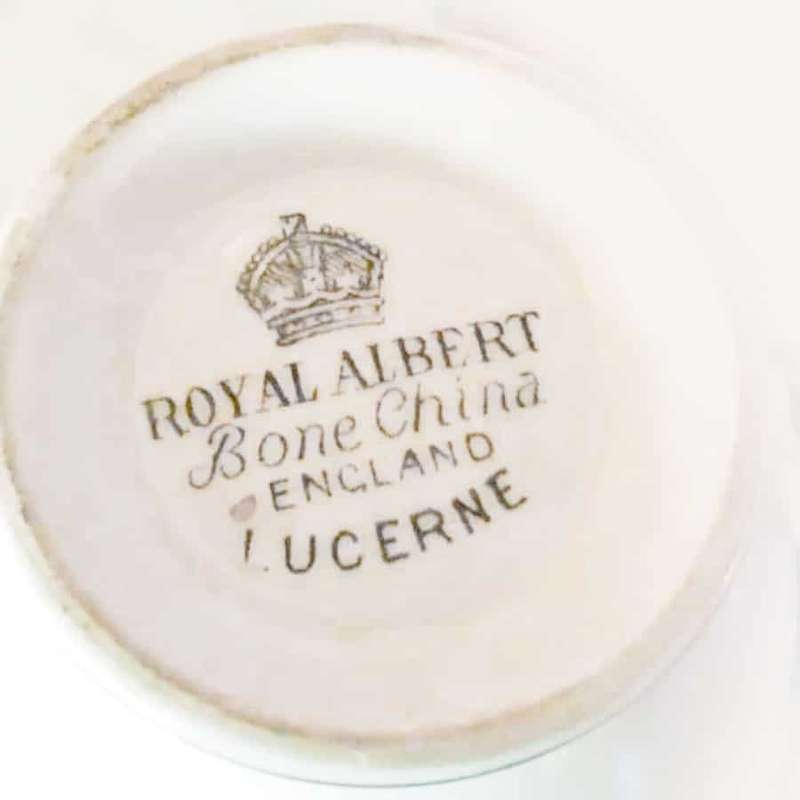 ROYAL ALBERT
Bone China
ENGLAND
LUCERNE